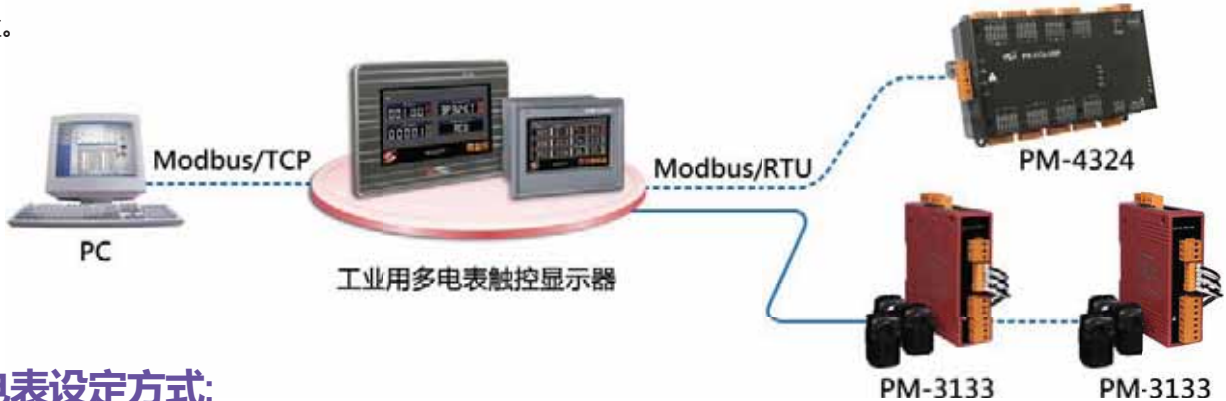 Modbus/TCP
Modbus/RTU
PM-4324
PC
工业用多电表触控显示器
PM-3133
PM-3133
电表设定方式: